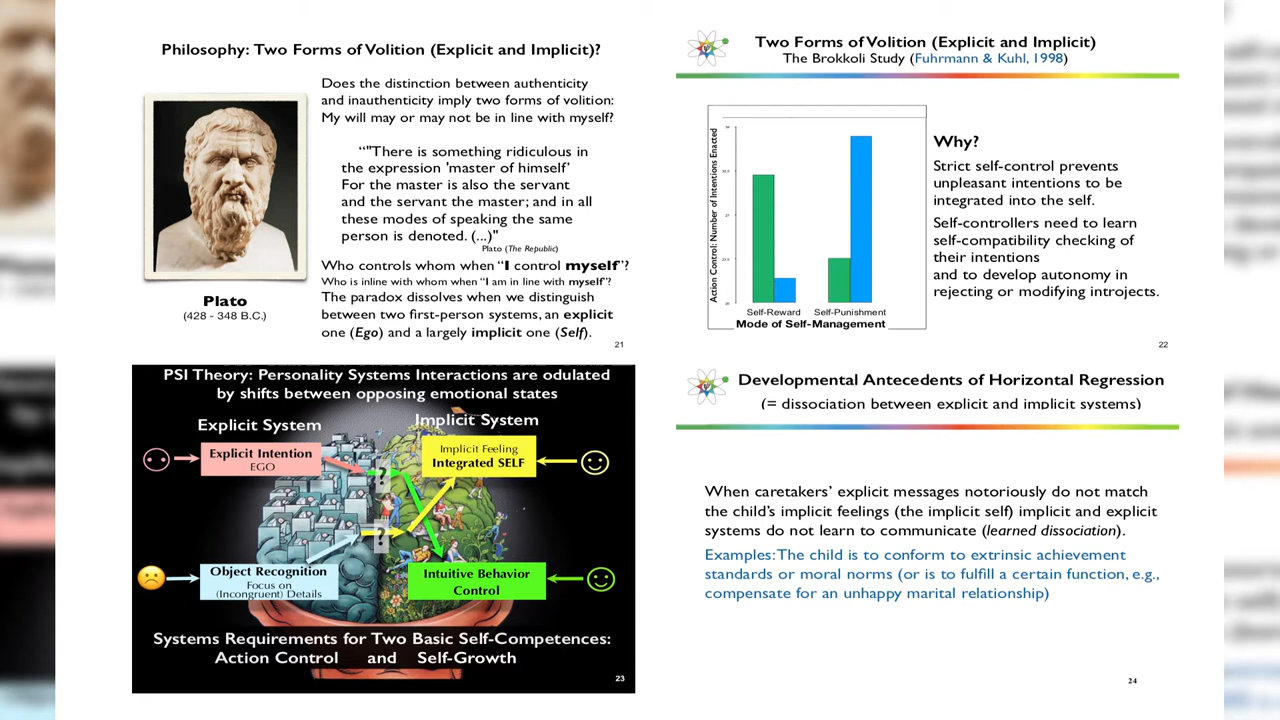 Philosophy: Two Forms of Volition (Explicit and Implicit)?
Does the distinction between authenticity
and inauthenticity imply two forms of volition:
My will may or may not be in line with myself?
“"There is something ridiculous in
the expression 'master of himself'
For the master is also the servant
and the servant the master; and in all
these modes of speaking the same
person is denoted. (...)"
Plato (The Republic)
Plato
(428 - 348 B.C.)
Who controls whom when “I control myself”?
Who is inline with whom when “I am in line with myself”?
The paradox dissolves when we distinguish
between two first-person systems, an explicit
one (Ego) and a largely implicit one (Self).
21
Two Forms of Volition (Explicit and Implicit)
The Brokkoli Study (Fuhrmann & Kuhl, 1998)
Action Control: Number of Intentions Enacted
Self-Reward Self-Punishment
Mode of Self-Management
Why?
Strict self-control prevents
unpleasant intentions to be
integrated into the self.
Self-controllers need to learn
self-compatibility checking of
their intentions
and to develop autonomy in
rejecting or modifying introjects.
22
PSI Theory: Personality Systems Interactions are odulated
by shifts between opposing emotional states
Explicit System
Implicit System
Explicit Intention
EGO
Implicit Feeling
Integrated SELF
?
?
Object Recognition
Focus on
(Incongruent) Details
Intuitive Behavior
Control
Systems Requirements for Two Basic Self-Competences:
Action Control and Self-Growth
23
Developmental Antecedents of Horizontal Regression
(= dissociation between explicit and implicit systems)
When caretakers’ explicit messages notoriously do not match
the child’s implicit feelings (the implicit self) implicit and explicit
systems do not learn to communicate (learned dissociation).
Examples: The child is to conform to extrinsic achievement
standards or moral norms (or is to fulfill a certain function, e.g.,
compensate for an unhappy marital relationship)
24